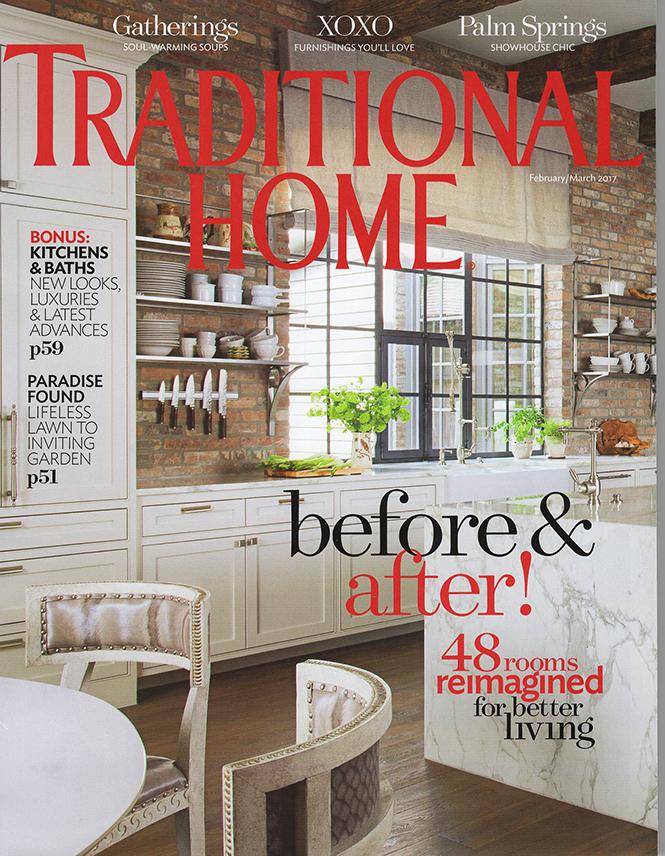 Gatherings
SOUL-WARMING SOUPS
XOXO
FURNISHINGS YOU'LL LOVE
Palm Springs
SHOWHOUSE CHIC
TRADITIONAL
HOME®
February/March 2017
BONUS:
KITCHENS
& BATHS
NEW LOOKS,
LUXURIES
& LATEST
ADVANCES
p59
PARADISE
FOUND
LIFELESS
LAWN TO
INVITING
GARDEN
p51
before &
after!
48 rooms
reimagined
for better
living